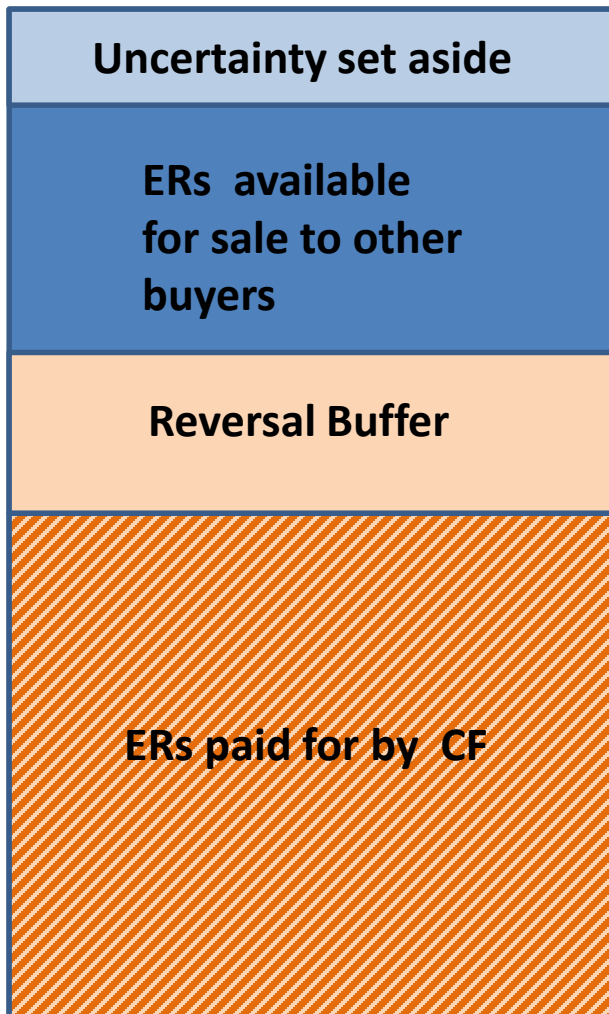 Uncertainty set aside
ERs available
for sale to other
buyers
Reversal Buffer
ERs paid for by CF